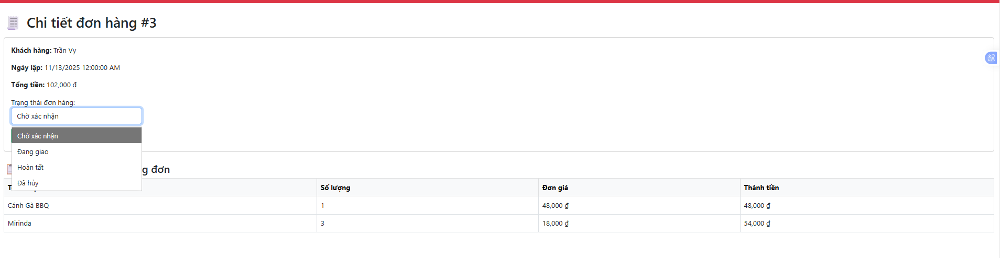 Chi tiết đơn hàng #3
Khách hàng: Trần Vy
Ngày lập: 11/13/2025 12:00:00 AM
Tổng tiền: 102,000 ₫
Trạng thái đơn hàng:
Chờ xác nhận
Chờ xác nhận
Đang giao
Hoàn tất
Đã hủy
đơn
Số lượng Đơn giá Thành tiền
Cánh Gà BBQ 1 48,000 ₫ 48,000 ₫
Mirinda 3 18,000 ₫ 54,000 ₫